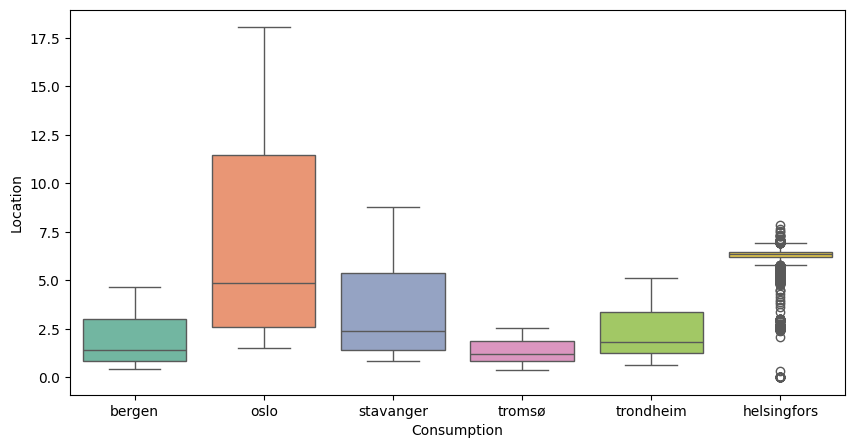 Location
17.5
15.0
12.5
10.0
7.5
5.0
2.5
0.0
bergen oslo stavanger tromsø trondheim helsingfors
Consumption